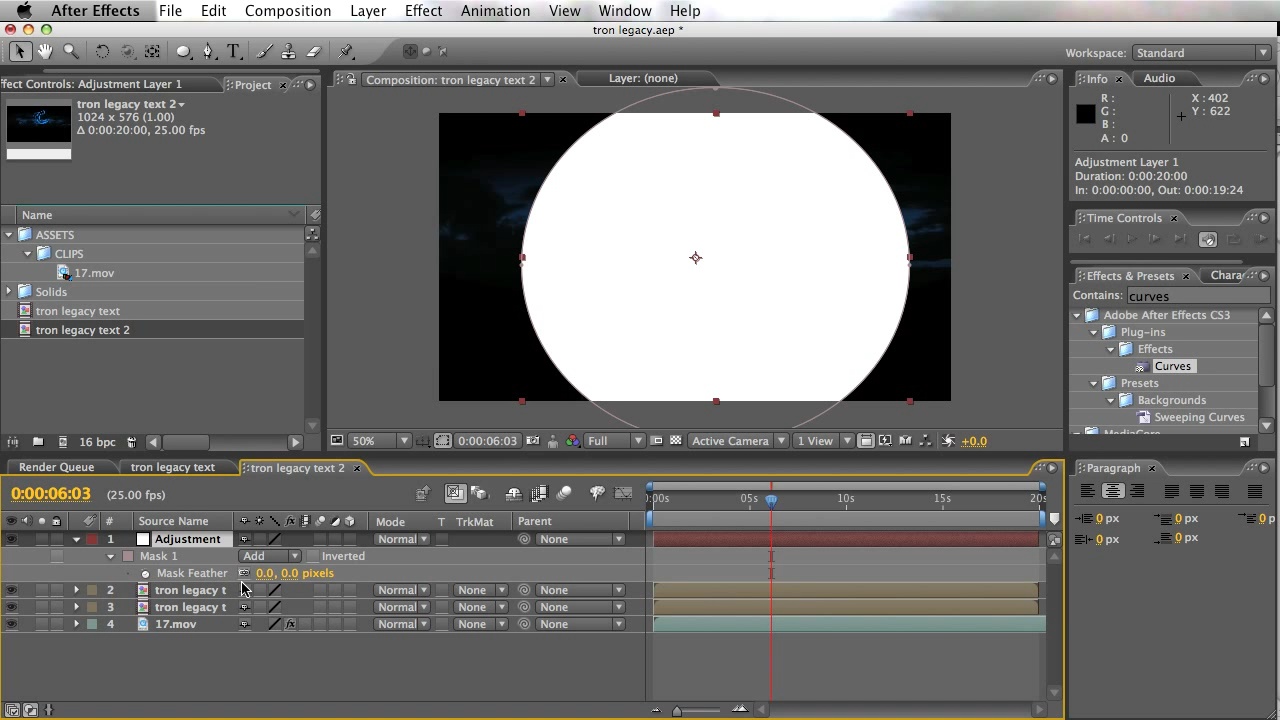 After Effects File Edit Composition Layer Effect Animation View Window Help
tron legacy.aep *
Workspace: Standard
ffect Controls: Adjustment Layer 1 Project
Composition: tron legacy text 2 Layer: (none)
Info Audio
tron legacy text 2
1024 x 576 (1.00)
Δ 0:00:20:00, 25.00 fps
R : X : 402
G : Y : 622
B :
A : 0
Adjustment Layer 1
Duration: 0:00:20:00
In: 0:00:00:00, Out: 0:00:19:24
Name
Time Controls
ASSETS
CLIPS
17.mov
Solids
tron legacy text
tron legacy text 2
Effects & Presets Chara
Contains: curves
Adobe After Effects CS3
Plug-ins
Effects
Curves
Presets
Backgrounds
Sweeping Curves
16 bpc
50% 0:00:06:03 Full Active Camera 1 View +0.0
Render Queue tron legacy text tron legacy text 2
Paragraph
0:00:06:03 (25.00 fps)
:00s 05s 10s 15s 20s
# Source Name Mode T TrkMat Parent
1 Adjustment Normal None
Mask 1 Add Inverted
Mask Feather 0.0, 0.0 pixels
2 tron legacy t Normal None None
3 tron legacy t Normal None None
4 17.mov Normal None None
0 px 0 px 0 p
0 px 0 px